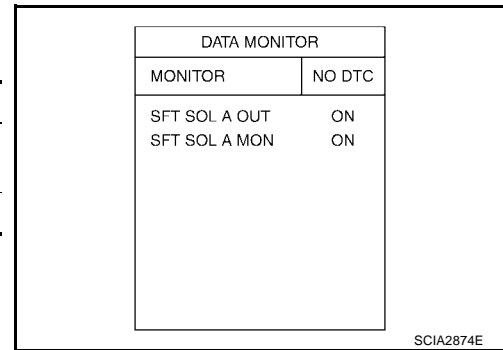 DATA MONITOR
MONITOR NO DTC
SFT SOL A OUT ON
SFT SOL A MON ON
SCIA2874E